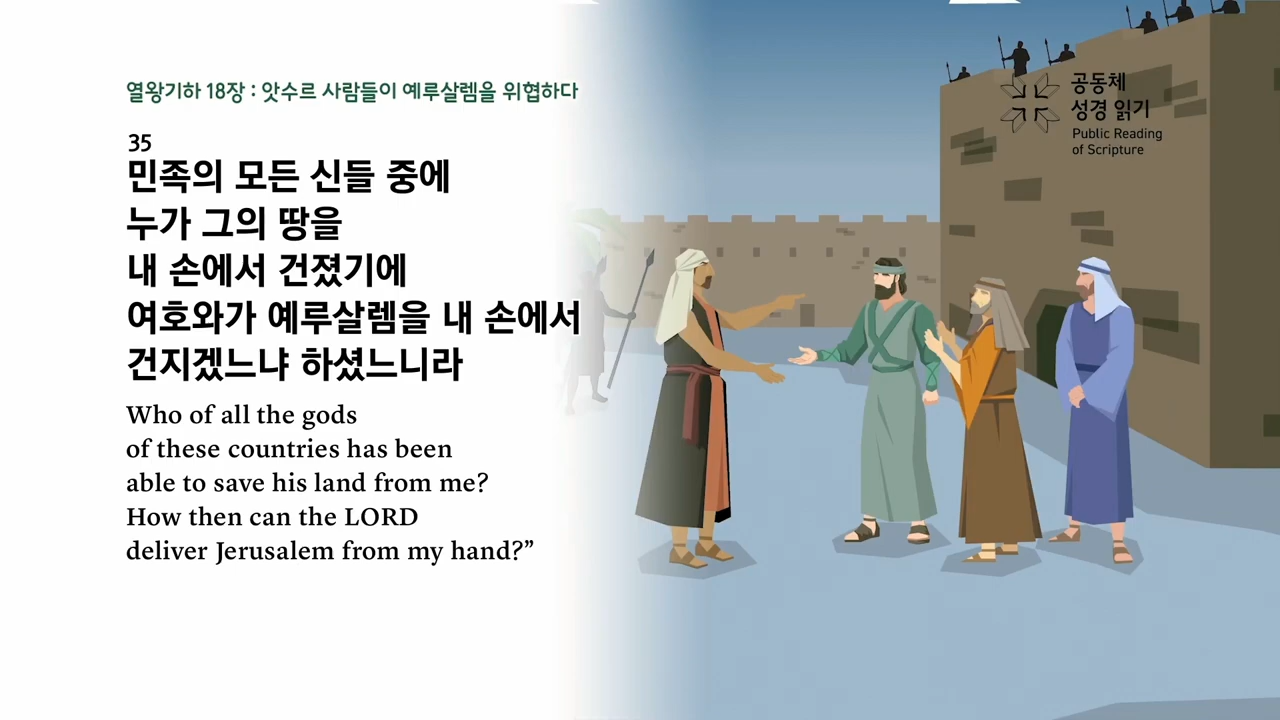 열왕기하 18장 : 앗수르 사람들이 예루살렘을 위협하다
35
민족의 모든 신들 중에
누가 그의 땅을
내 손에서 건졌기에
여호와가 예루살렘을 내 손에서
건지겠느냐 하셨느니라
Who of all the gods
of these countries has been
able to save his land from me?
How then can the LORD
deliver Jerusalem from my hand?”
공동체
성경 읽기
Public Reading
of Scripture